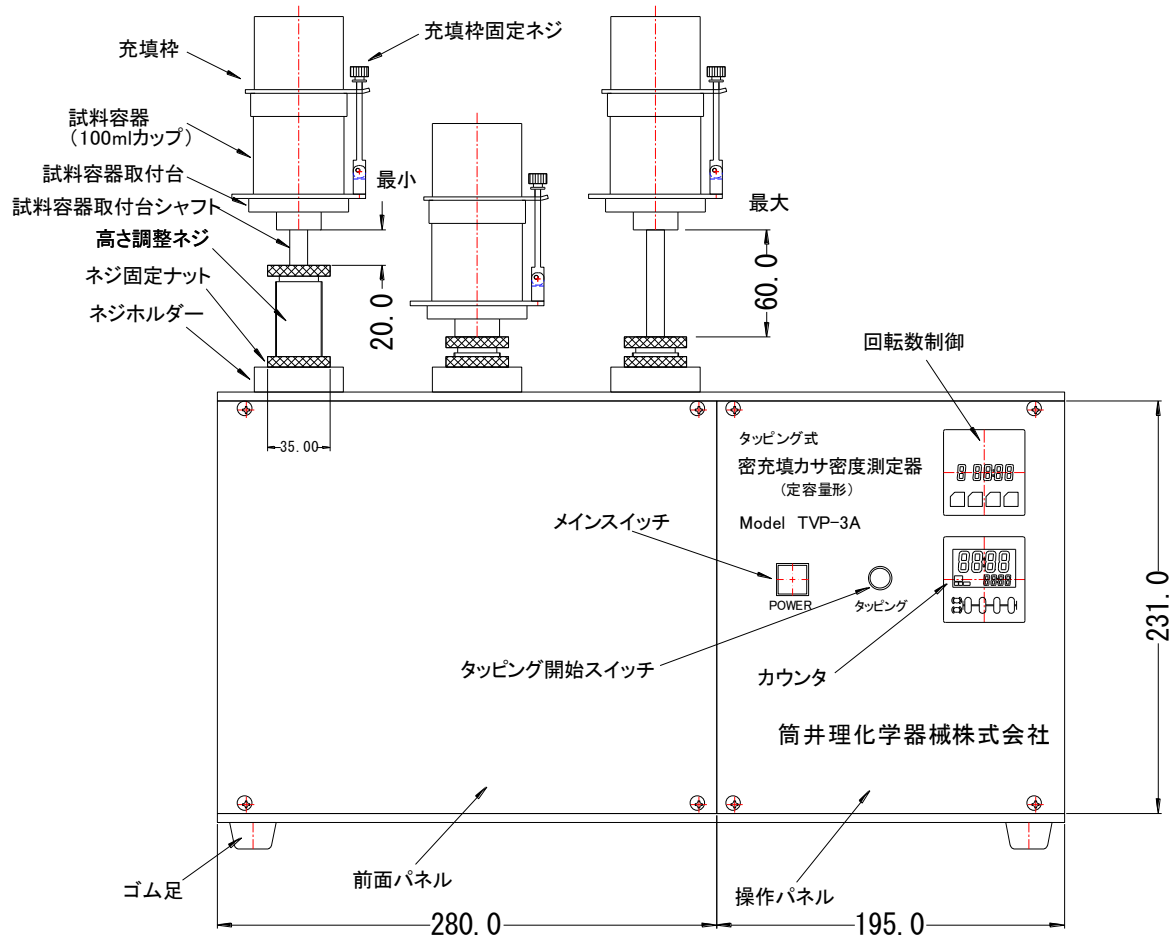 充填枠
充填枠固定ネジ
試料容器
（100mlカップ）
試料容器取付台
試料容器取付台シャフト
高さ調整ネジ
ネジ固定ナット
ネジホルダー
最小
20.0
最大
60.0
35.00
回転数制御
8 8888
タッピング式
密充填カサ密度測定器
（定容量形）
Model TVP-3A
メインスイッチ
POWER
タッピング
8888
8888
タッピング開始スイッチ
カウンタ
231.0
筒井理化学器械株式会社
ゴム足
前面パネル
操作パネル
280.0
195.0